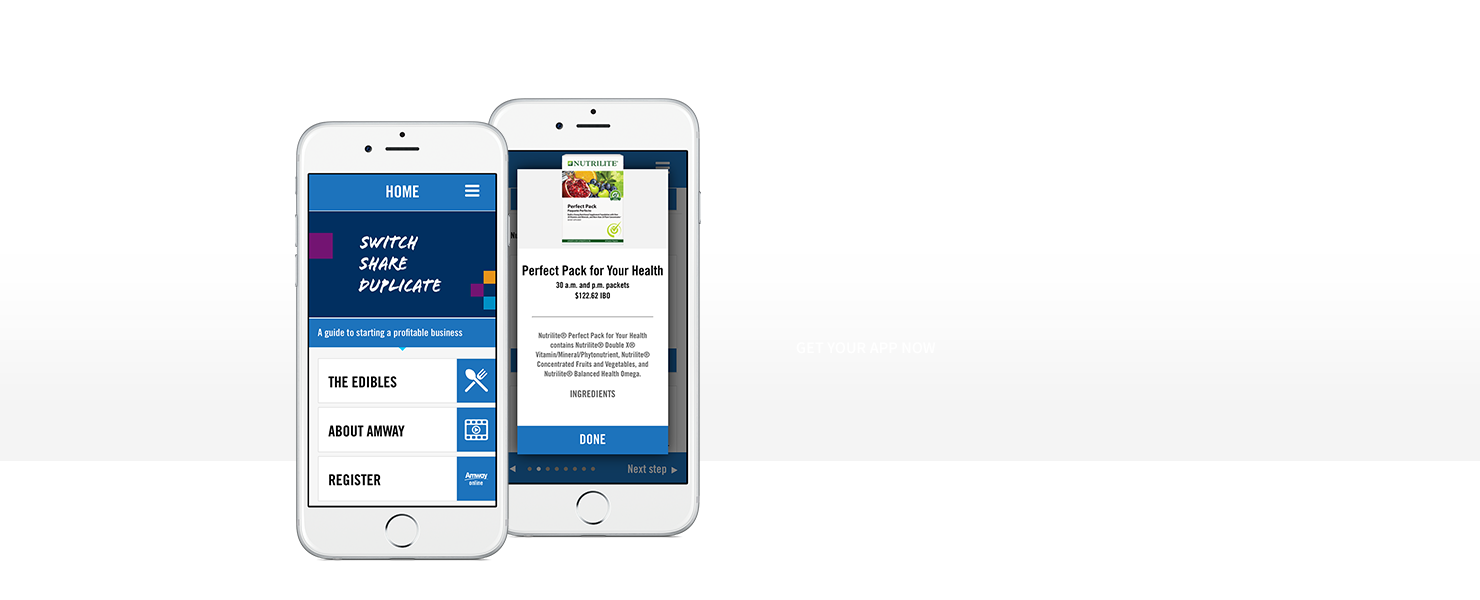 HOME
SWITCH
SHARE
DUPLICATE
A guide to starting a profitable business
THE EDIBLES
ABOUT AMWAY
REGISTER
Amway
online
NUTRILITE®
Perfect Pack
Perfect Pack for Your Health
30 a.m. and p.m. packets
$122.62 IBO
Nutrilite® Perfect Pack for Your Health
contains Nutrilite® Double X®
Vitamin/Mineral/Phytonutrient, Nutrilite®
Concentrated Fruits and Vegetables, and
Nutrilite® Balanced Health Omega.
INGREDIENTS
DONE
Next step
GET YOUR APP NOW